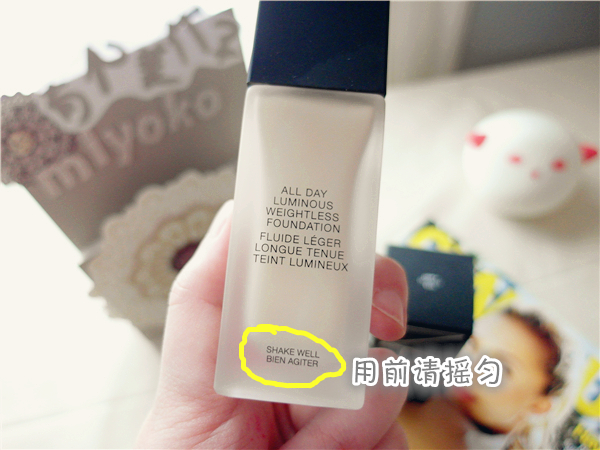 miyoko
ALL DAY
LUMINOUS
WEIGHTLESS
FOUNDATION
FLUIDE LÉGER
LONGUE TENUE
TEINT LUMINEUX
SHAKE WELL
BIEN AGITER
用前请摇匀